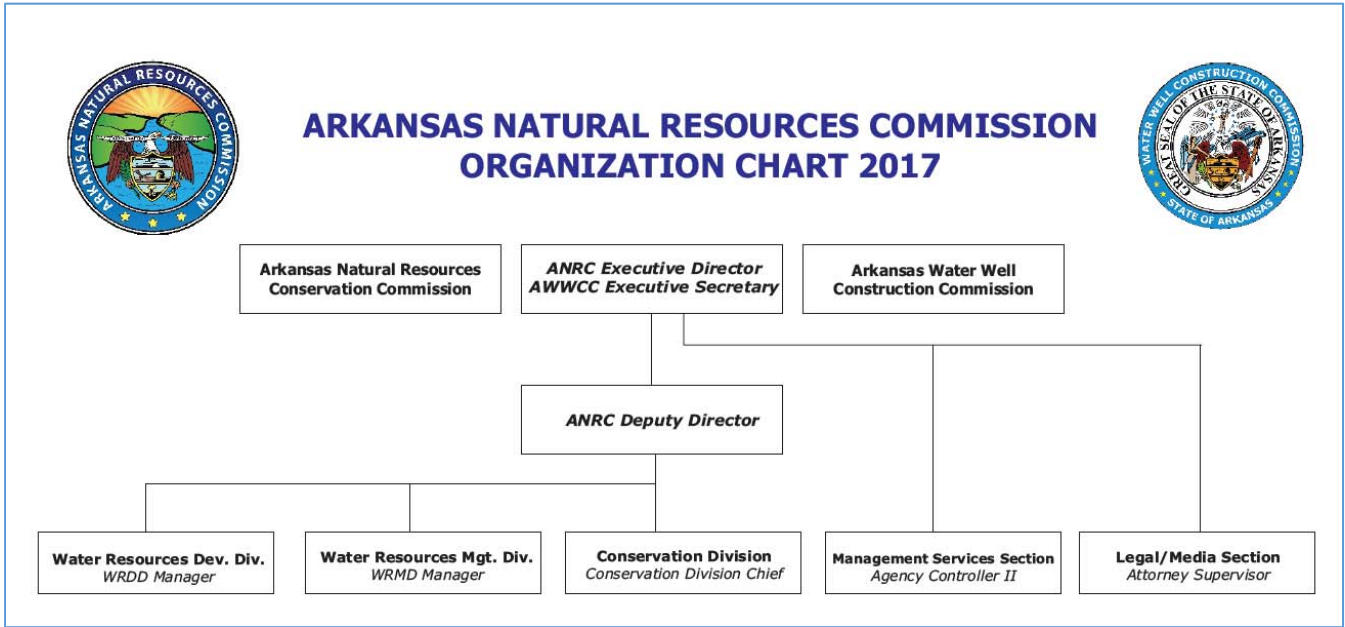 ARKANSAS NATURAL RESOURCES COMMISSION
ARKANSAS NATURAL RESOURCES COMMISSION
ORGANIZATION CHART 2017
WATER WELL CONSTRUCTION COMMISSION
STATE OF ARKANSAS
GREAT SEAL OF THE STATE OF ARKANSAS
Arkansas Natural Resources
Conservation Commission
ANRC Executive Director
AWWCC Executive Secretary
Arkansas Water Well
Construction Commission
ANRC Deputy Director
Water Resources Dev. Div.
WRDD Manager
Water Resources Mgt. Div.
WRMD Manager
Conservation Division
Conservation Division Chief
Management Services Section
Agency Controller II
Legal/Media Section
Attorney Supervisor